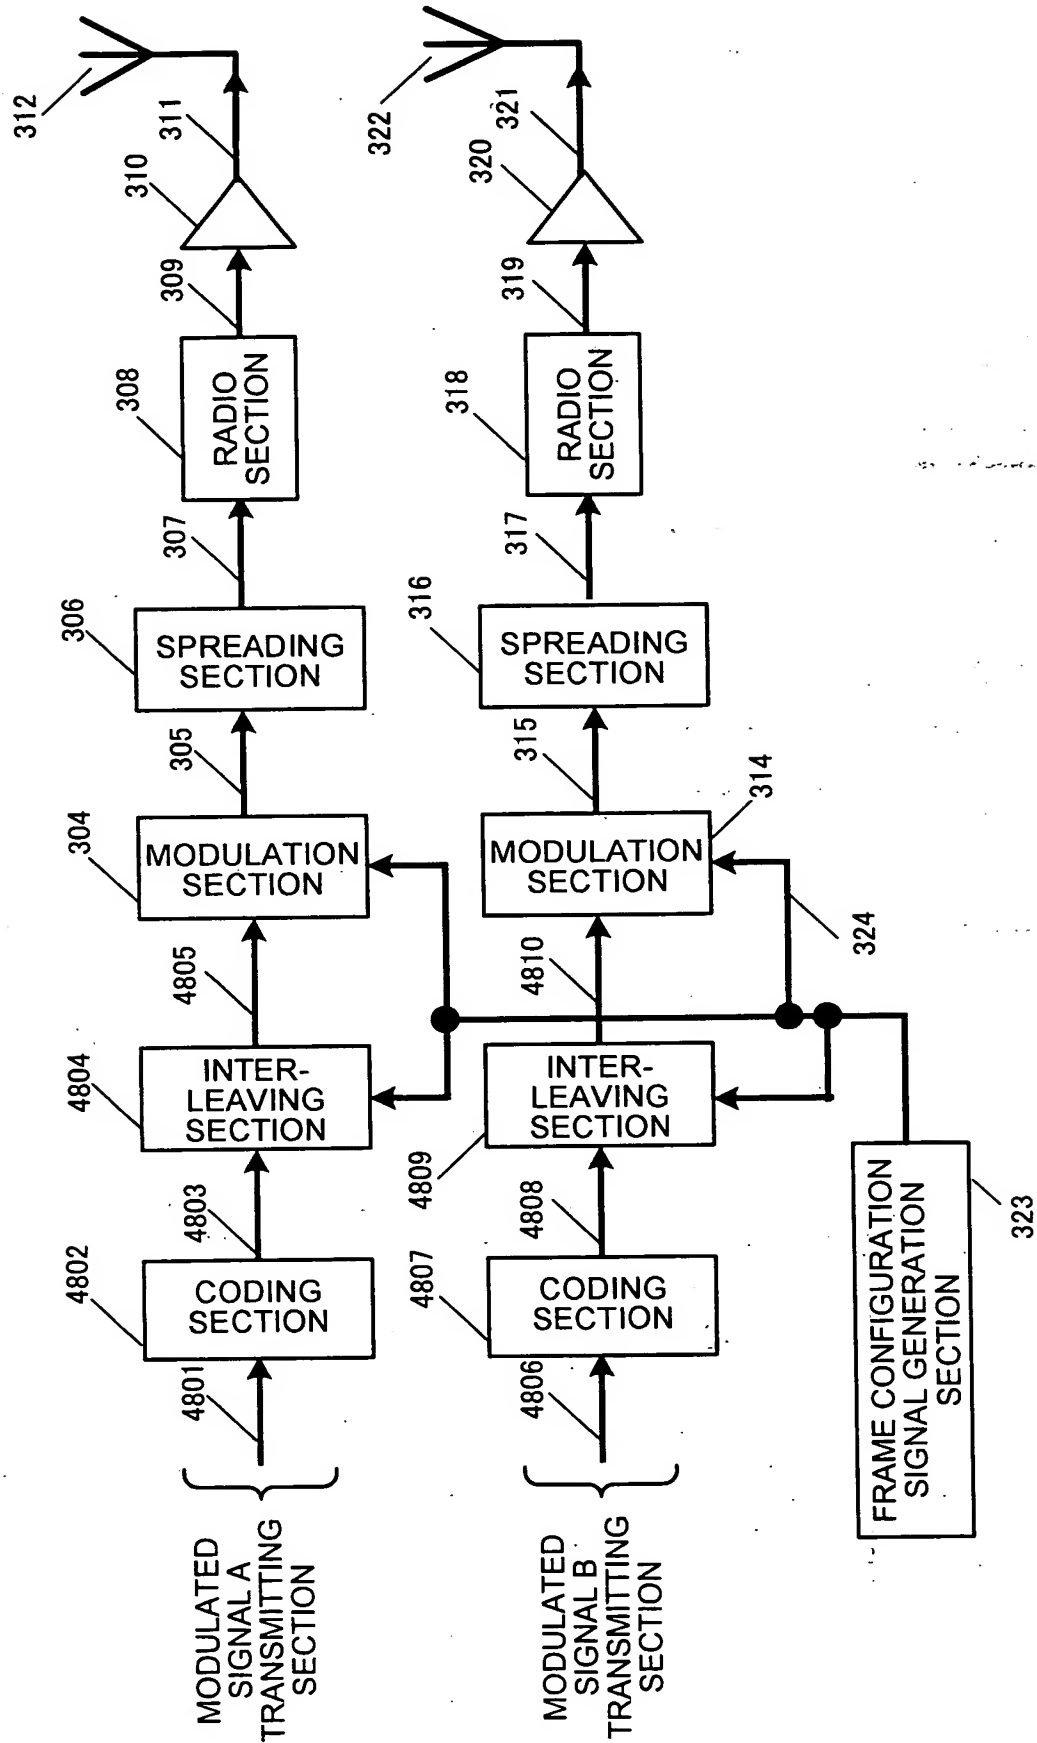 MODULATED
SIGNAL A
TRANSMITTING
SECTION
4801
4802
CODING
SECTION
4803
4804
INTER-
LEAVING
SECTION
4805
304
MODULATION
SECTION
305
306
SPREADING
SECTION
307
308
RADIO
SECTION
309
310
311
312
MODULATED
SIGNAL B
TRANSMITTING
SECTION
4806
4807
CODING
SECTION
4808
4809
INTER-
LEAVING
SECTION
4810
314
MODULATION
SECTION
315
316
SPREADING
SECTION
317
318
RADIO
SECTION
319
320
321
322
324
FRAME CONFIGURATION
SIGNAL GENERATION
SECTION
323